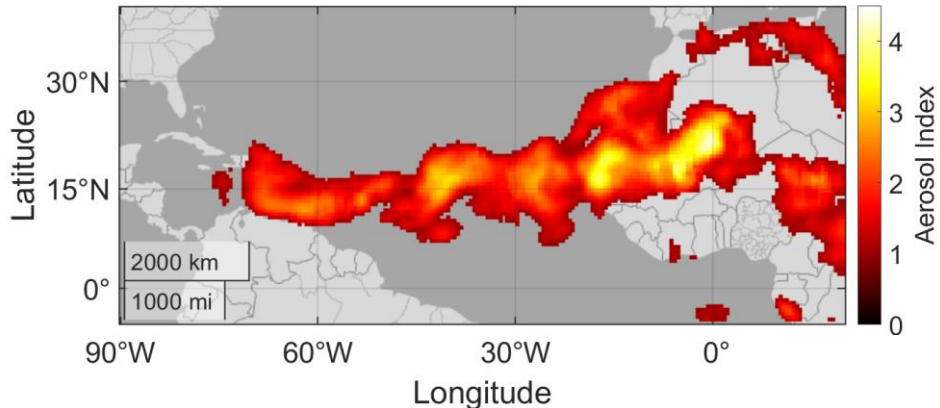 Latitude
30°N
15°N
0°
2000 km
1000 mi
90°W
60°W
30°W
0°
Longitude
4
3
2
1
0
Aerosol Index